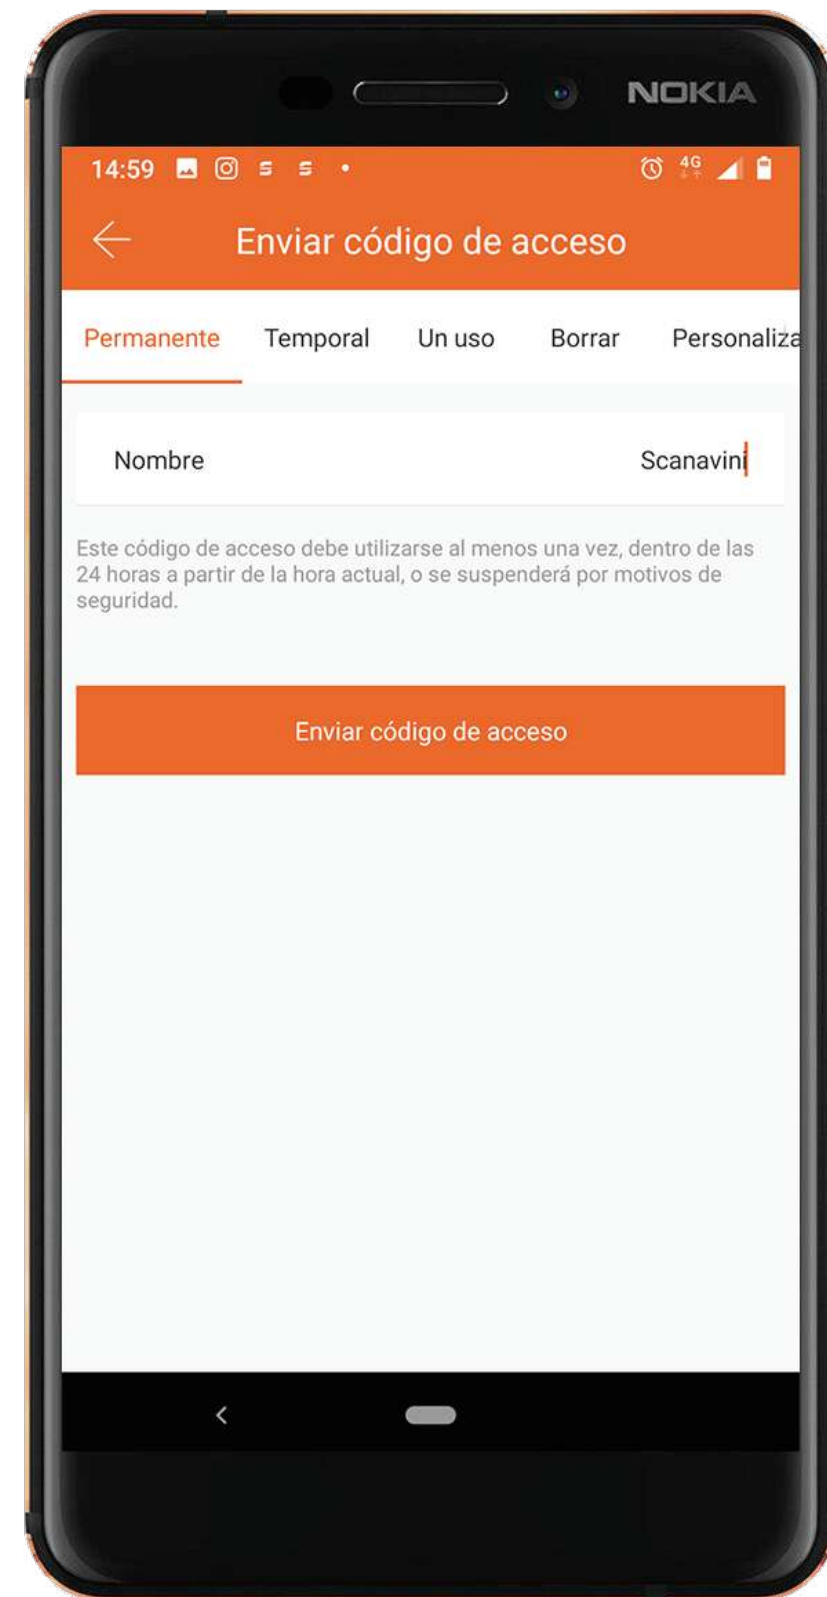 NOKIA
14:59
4G
Enviar código de acceso
Permanente Temporal Un uso Borrar Personaliza
Nombre Scanavini
Este código de acceso debe utilizarse al menos una vez, dentro de las
24 horas a partir de la hora actual, o se suspenderá por motivos de
seguridad.
Enviar código de acceso